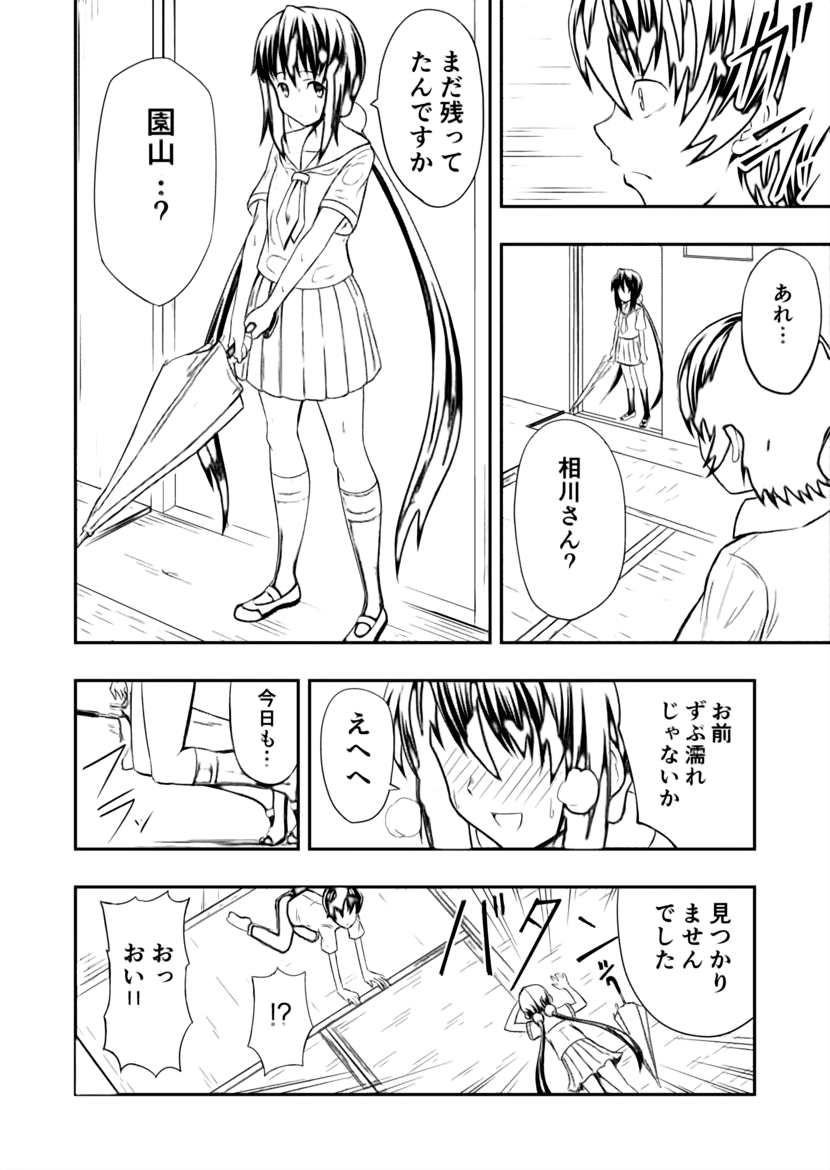 ガラッ
あれ…
相川さん？
まだ残って
たんですか
園山…？
お前
ずぶ濡れ
じゃないか
えへへ
今日も…
見つかり
ません
でした
バタンッ
!?
おっ
おい!!